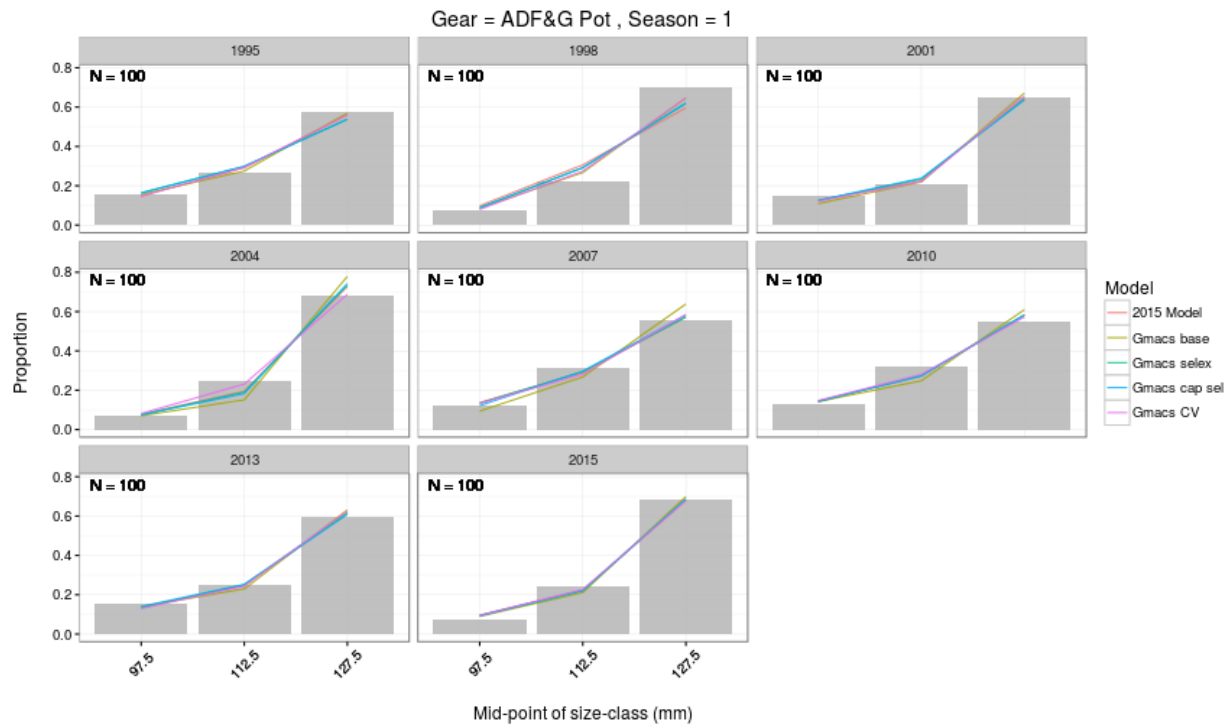 Gear = ADF&G Pot , Season = 1
1995
1998
2001
0.8
0.6
0.4
0.2
0.0
N = 100
N = 100
N = 100
2004
2007
2010
0.8
0.6
0.4
0.2
0.0
N = 100
N = 100
N = 100
2013
2015
0.8
0.6
0.4
0.2
0.0
N = 100
N = 100
97.5
112.5
127.5
97.5
112.5
127.5
Proportion
Mid-point of size-class (mm)
Model
2015 Model
Gmacs base
Gmacs selex
Gmacs cap sel
Gmacs CV